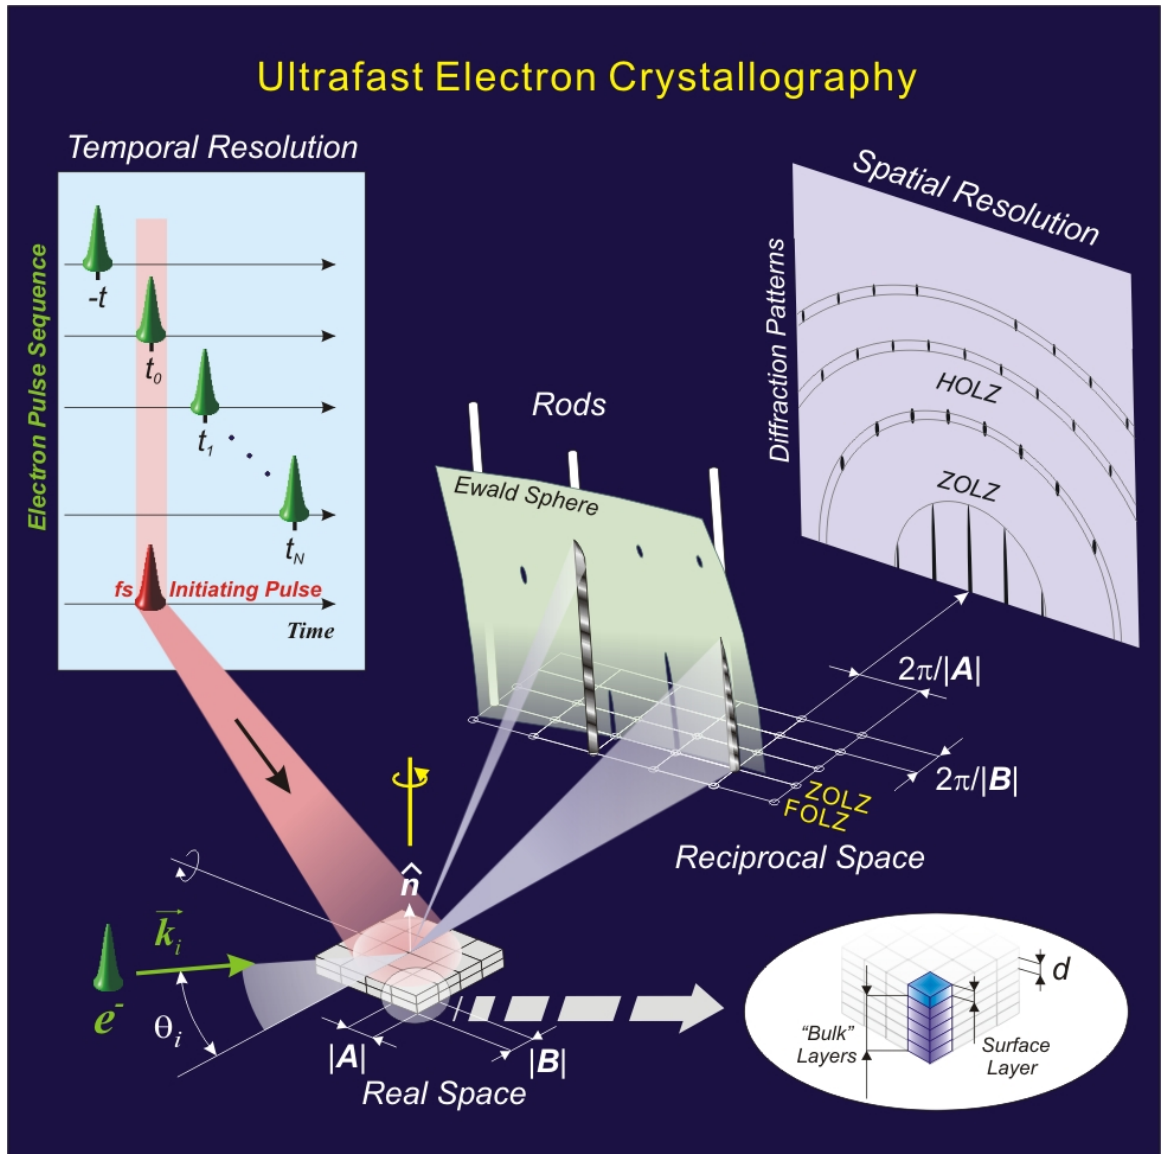 Ultrafast Electron Crystallography
Temporal Resolution
Electron Pulse Sequence
-t
t0
t1
tN
fs Initiating Pulse
Time
Spatial Resolution
Diffraction Patterns
HOLZ
ZOLZ
Rods
Ewald Sphere
2π/|A|
2π/|B|
ZOLZ
FOLZ
Reciprocal Space
n̂
k⃗i
e-
θi
|A|
|B|
Real Space
d
“Bulk”
Layers
Surface
Layer